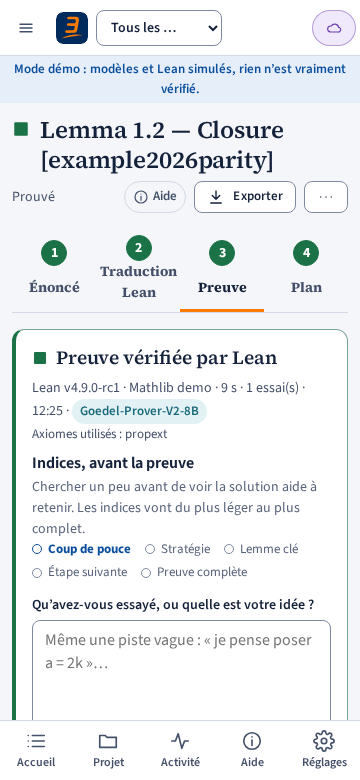 Tous les …
Mode démo : modèles et Lean simulés, rien n’est vraiment
vérifié.
Lemma 1.2 — Closure
[example2026parity]
Prouvé
Aide
Exporter
···
1
Énoncé
2
Traduction
Lean
3
Preuve
4
Plan
Preuve vérifiée par Lean
Lean v4.9.0-rc1 · Mathlib demo · 9 s · 1 essai(s) ·
12:25 · Goedel-Prover-V2-8B
Axiomes utilisés : propext
Indices, avant la preuve
Chercher un peu avant de voir la solution aide à
retenir. Les indices vont du plus léger au plus
complet.
Coup de pouce
Stratégie
Lemme clé
Étape suivante
Preuve complète
Qu’avez-vous essayé, ou quelle est votre idée ?
Même une piste vague : « je pense poser
a = 2k »…
Accueil
Projet
Activité
Aide
Réglages